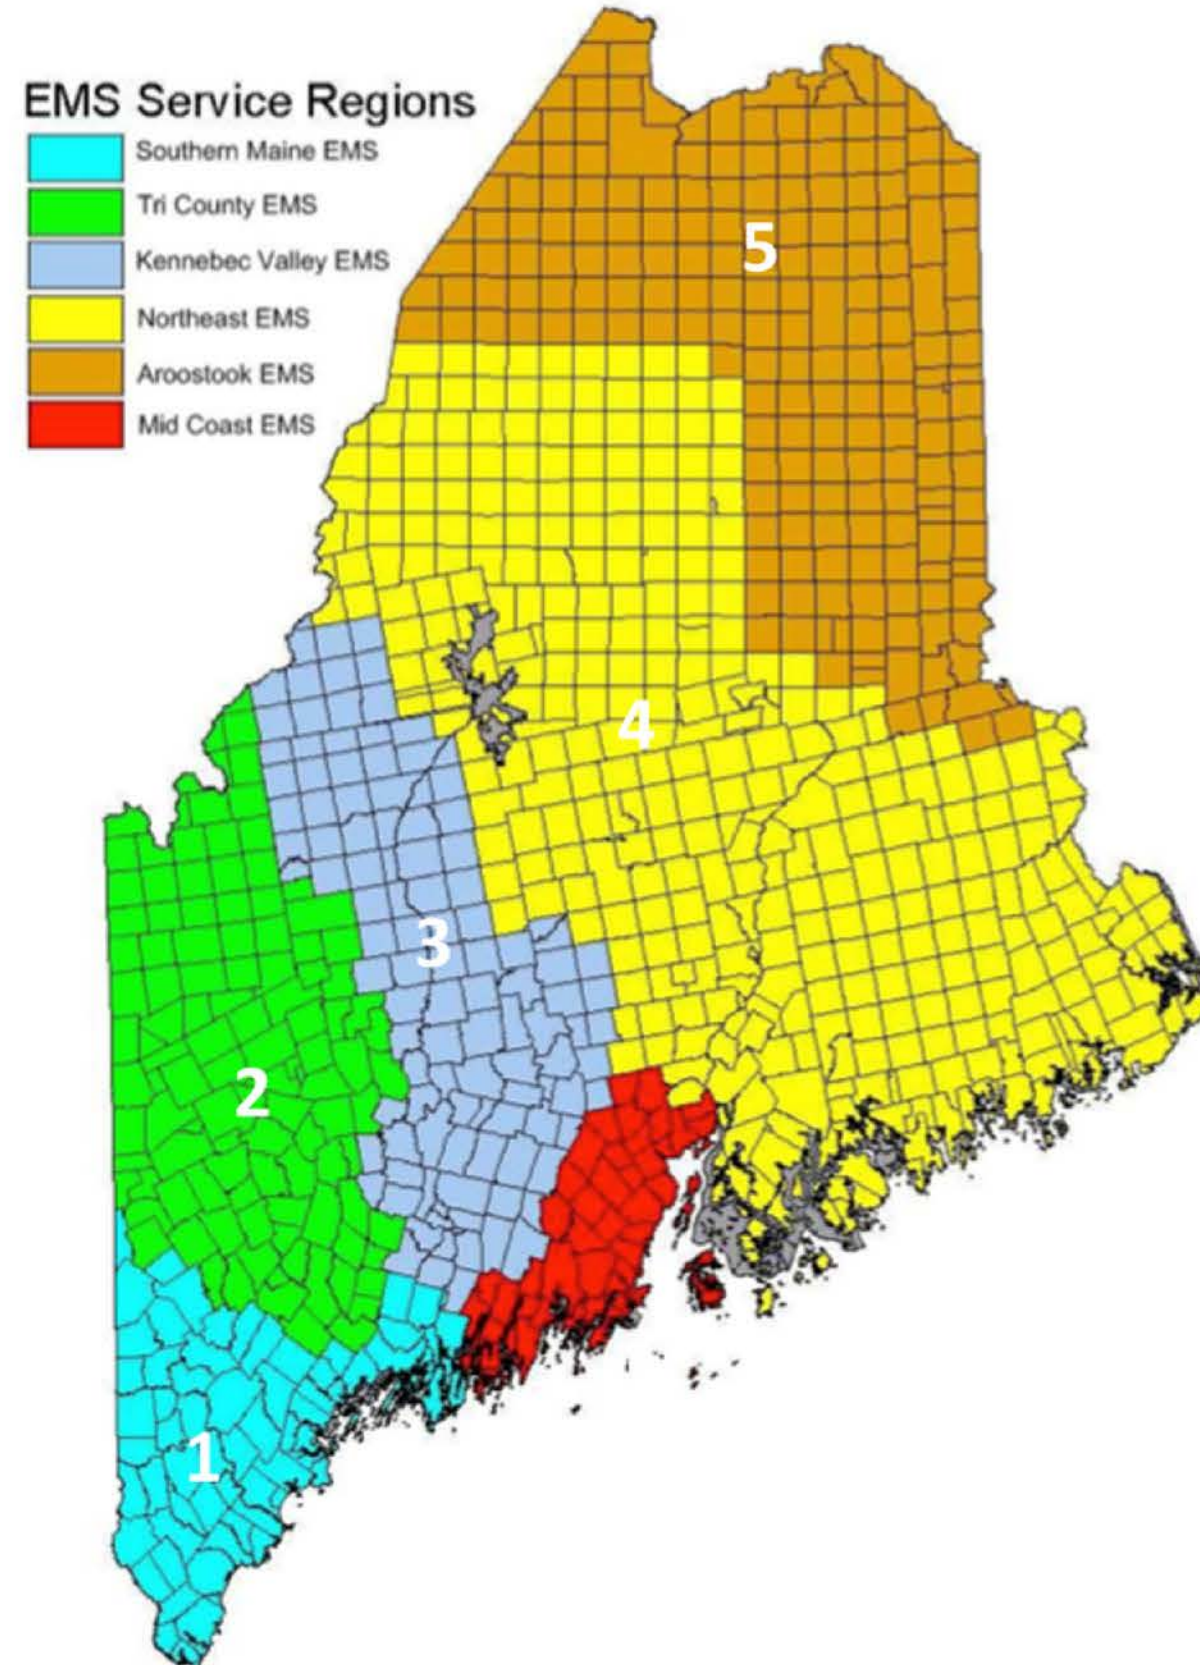 EMS Service Regions
Southern Maine EMS
Tri County EMS
Kennebec Valley EMS
Northeast EMS
Aroostook EMS
Mid Coast EMS
5
4
3
2
1